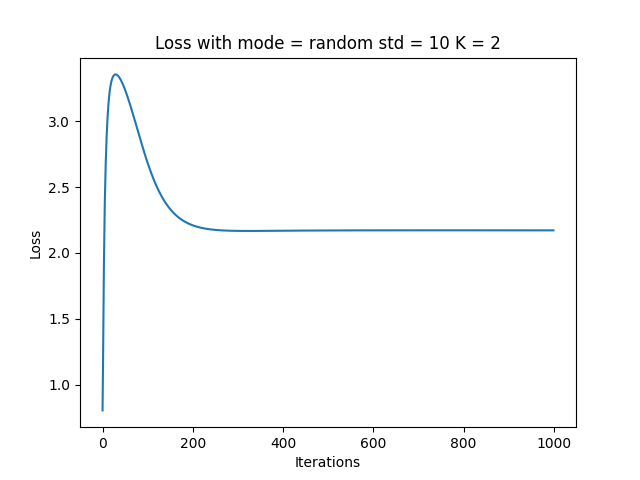 Loss with mode = random std = 10 K = 2
3.0
2.5
2.0
1.5
1.0
Loss
0 200 400 600 800 1000
Iterations